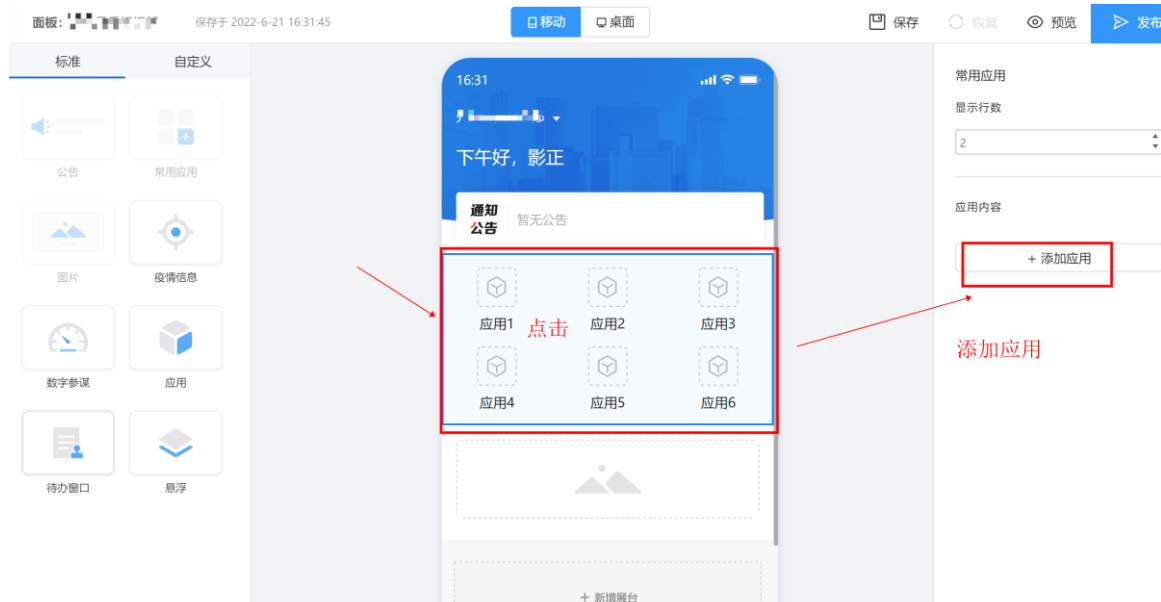 面板：
保存于 2022-6-21 16:31:45
移动
桌面
保存
恢复
预览
发布
标准
自定义
公告
常用应用
图片
疫情信息
数字参谋
应用
待办窗口
悬浮
16:31
下午好，影正
通知
公告
暂无公告
应用1
点击
应用2
应用3
应用4
应用5
应用6
+ 新增展台
常用应用
显示行数
2
应用内容
+ 添加应用
添加应用